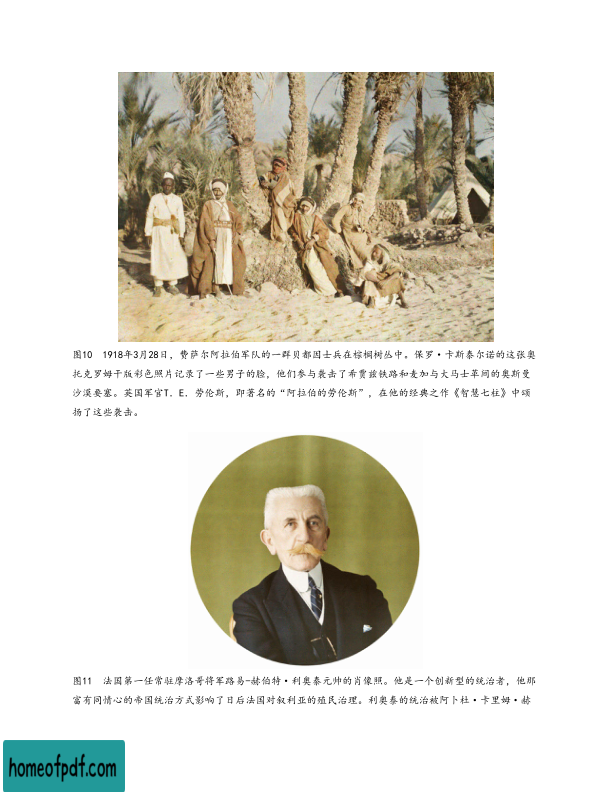 图10 1918年3月28日，费萨尔阿拉伯军队的一群贝都因士兵在棕榈树丛中。保罗·卡斯泰尔诺的这张奥
托克罗姆干版彩色照片记录了一些男子的脸，他们参与袭击了希贾兹铁路和麦加与大马士革间的奥斯曼
沙漠要塞。英国军官T．E．劳伦斯，即著名的“阿拉伯的劳伦斯”，在他的经典之作《智慧七柱》中颂
扬了这些袭击。
图11 法国第一任常驻摩洛哥将军路易-赫伯特·利奥泰元帅的肖像照。他是一个创新型的统治者，他那
富有同情心的帝国统治方式影响了日后法国对叙利亚的殖民治理。利奥泰的统治被阿卜杜·卡里姆·赫
homeofpdf.com